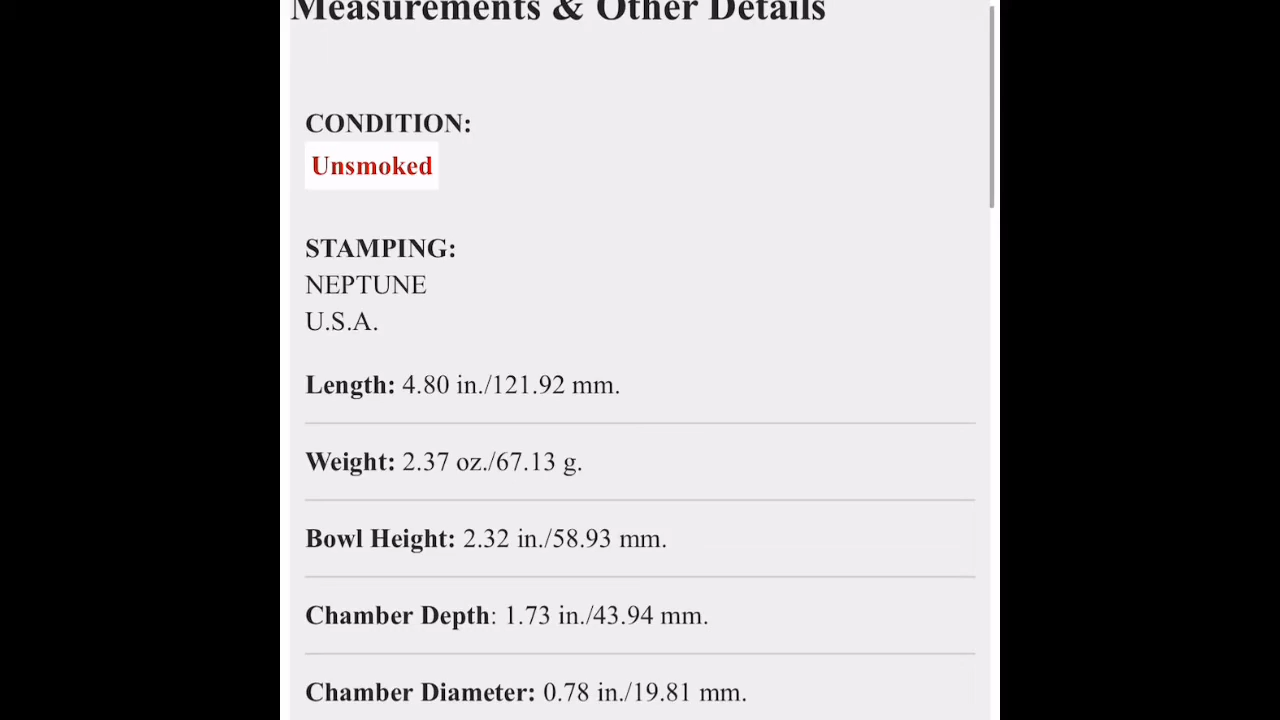 Measurements & Other Details
CONDITION:
Unsmoked
STAMPING:
NEPTUNE
U.S.A.
Length: 4.80 in./121.92 mm.
Weight: 2.37 oz./67.13 g.
Bowl Height: 2.32 in./58.93 mm.
Chamber Depth: 1.73 in./43.94 mm.
Chamber Diameter: 0.78 in./19.81 mm.